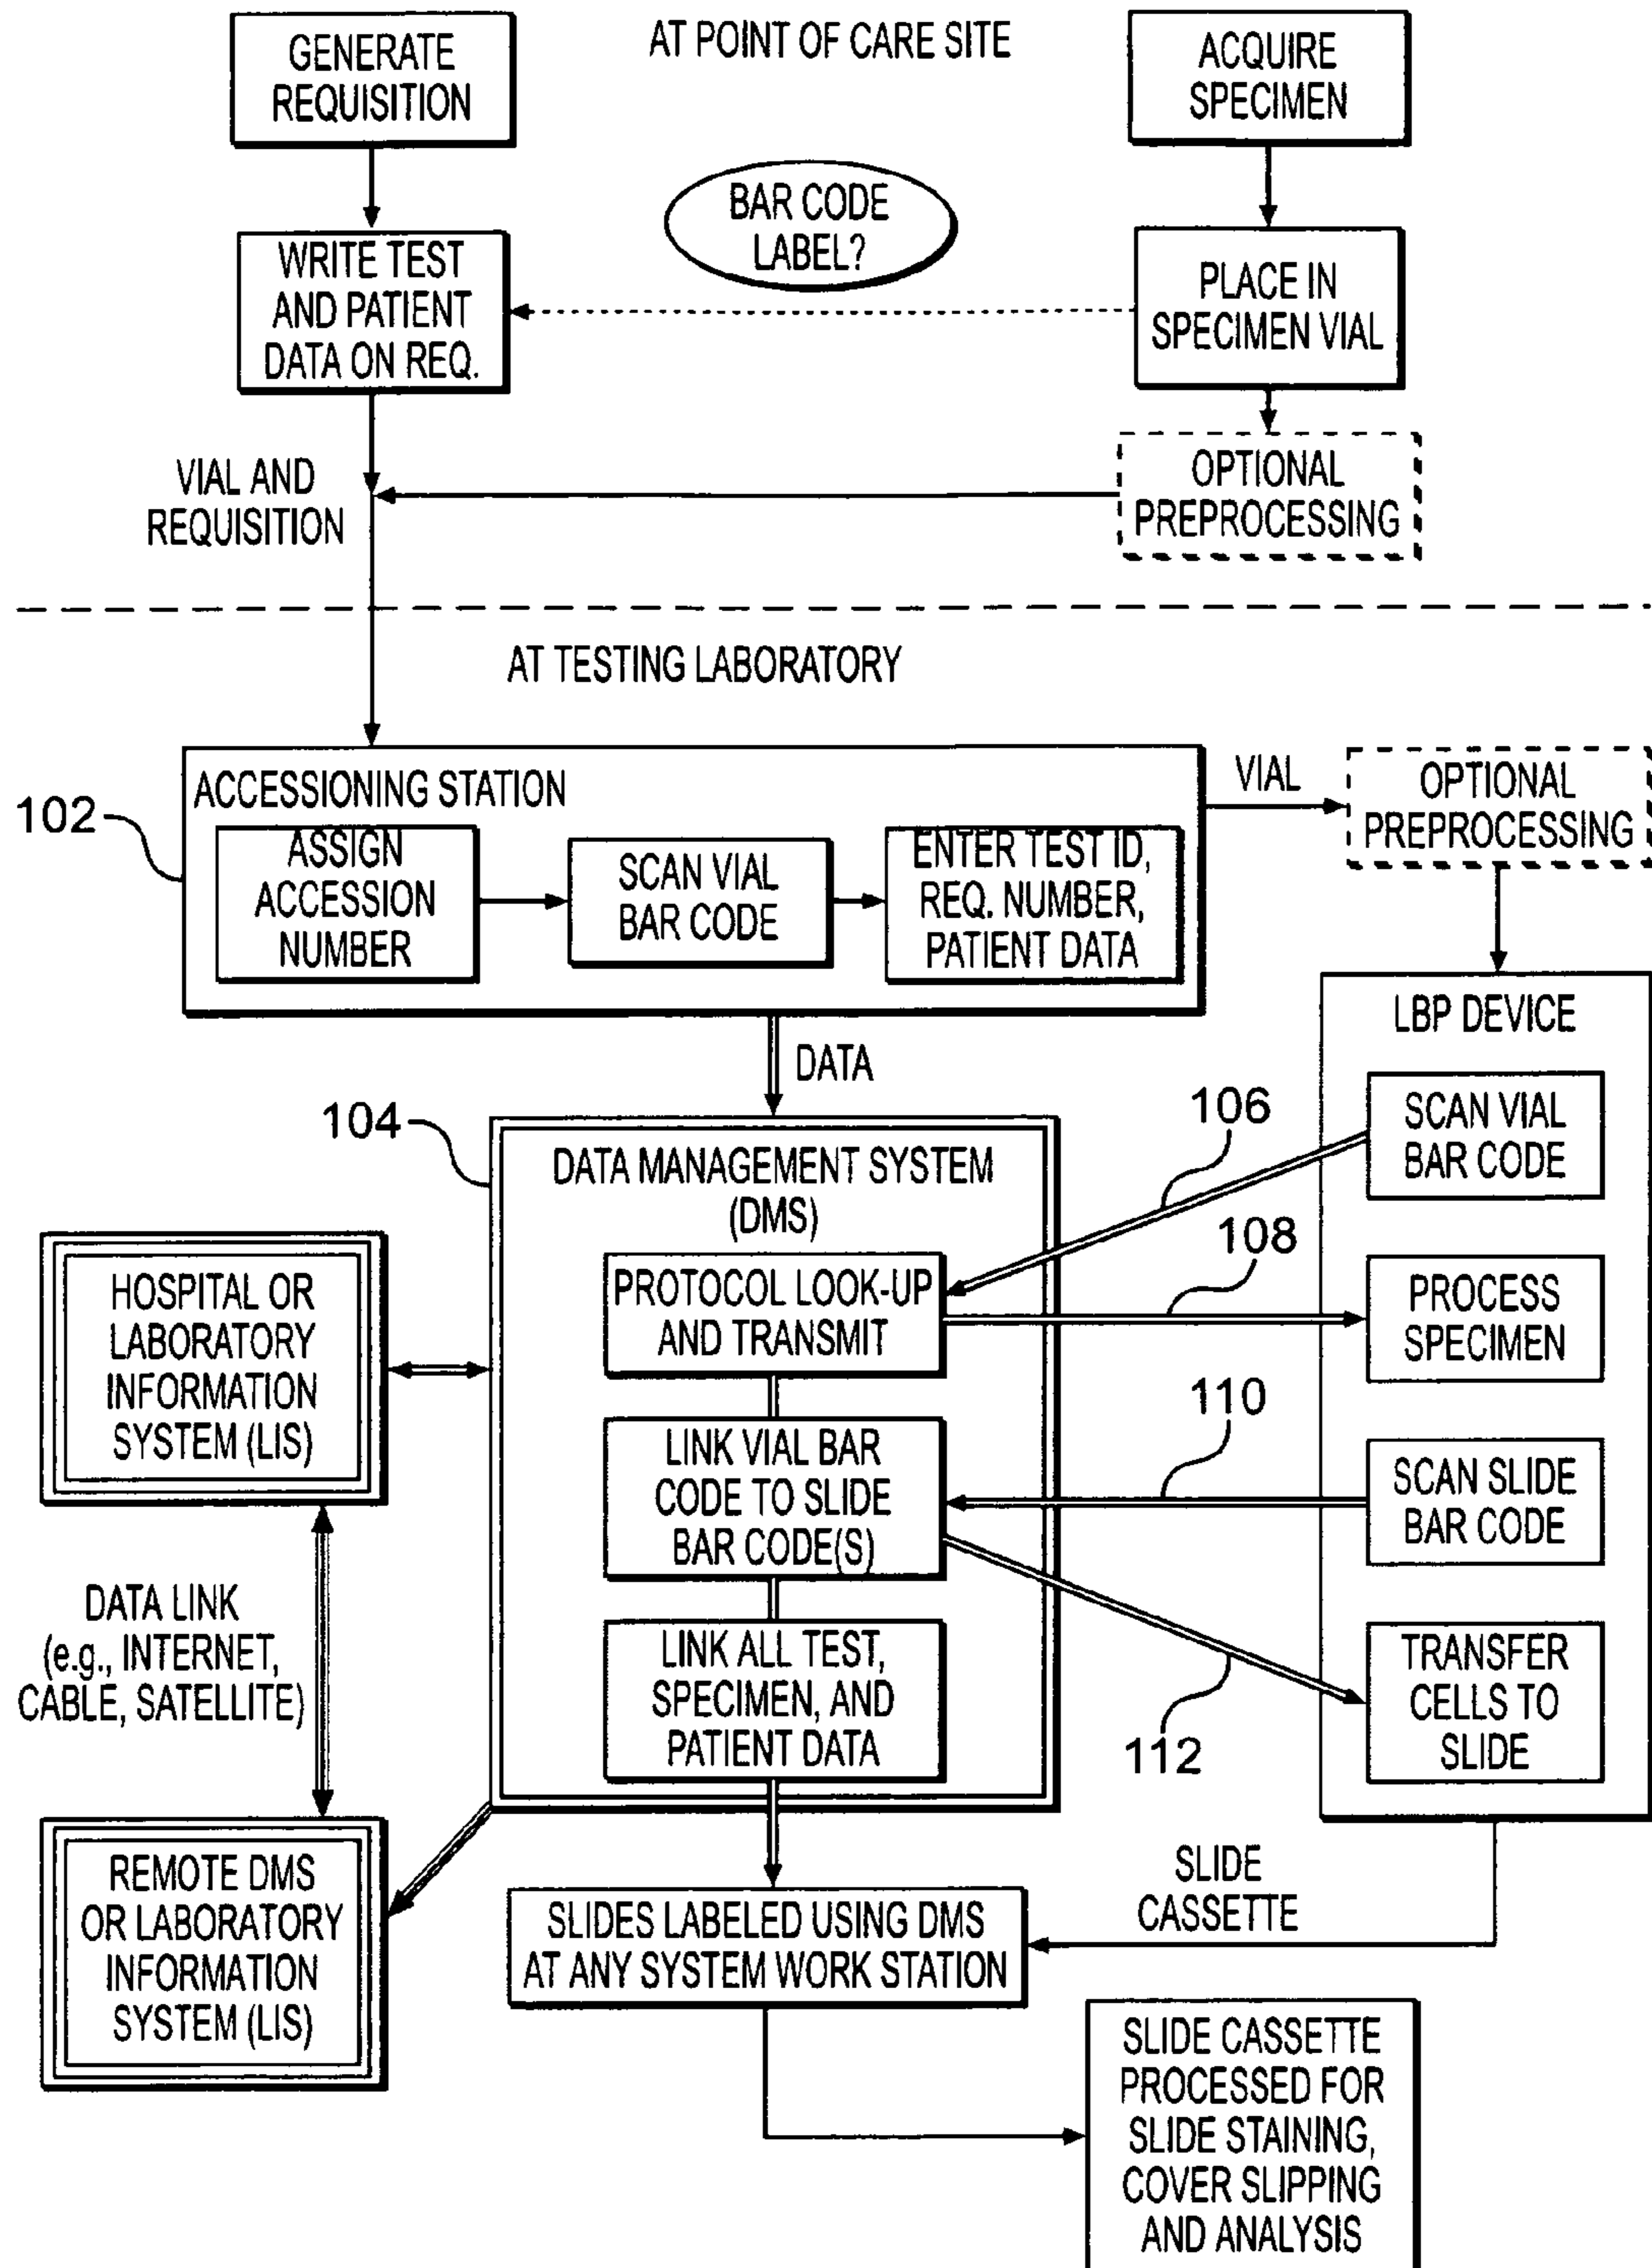 GENERATE
REQUISITION
AT POINT OF CARE SITE
ACQUIRE
SPECIMEN
BAR CODE
LABEL?
WRITE TEST
AND PATIENT
DATA ON REQ.
PLACE IN
SPECIMEN VIAL
VIAL AND
REQUISITION
OPTIONAL
PREPROCESSING
AT TESTING LABORATORY
102
ACCESSIONING STATION
ASSIGN
ACCESSION
NUMBER
SCAN VIAL
BAR CODE
ENTER TEST ID,
REQ. NUMBER,
PATIENT DATA
VIAL
OPTIONAL
PREPROCESSING
DATA
LBP DEVICE
SCAN VIAL
BAR CODE
PROCESS
SPECIMEN
SCAN SLIDE
BAR CODE
TRANSFER
CELLS TO
SLIDE
104
106
108
110
112
DATA MANAGEMENT SYSTEM
(DMS)
PROTOCOL LOOK-UP
AND TRANSMIT
LINK VIAL BAR
CODE TO SLIDE
BAR CODE(S)
LINK ALL TEST,
SPECIMEN, AND
PATIENT DATA
HOSPITAL OR
LABORATORY
INFORMATION
SYSTEM (LIS)
DATA LINK
(e.g., INTERNET,
CABLE, SATELLITE)
REMOTE DMS
OR LABORATORY
INFORMATION
SYSTEM (LIS)
SLIDE
CASSETTE
SLIDES LABELED USING DMS
AT ANY SYSTEM WORK STATION
SLIDE CASSETTE
PROCESSED FOR
SLIDE STAINING,
COVER SLIPPING
AND ANALYSIS